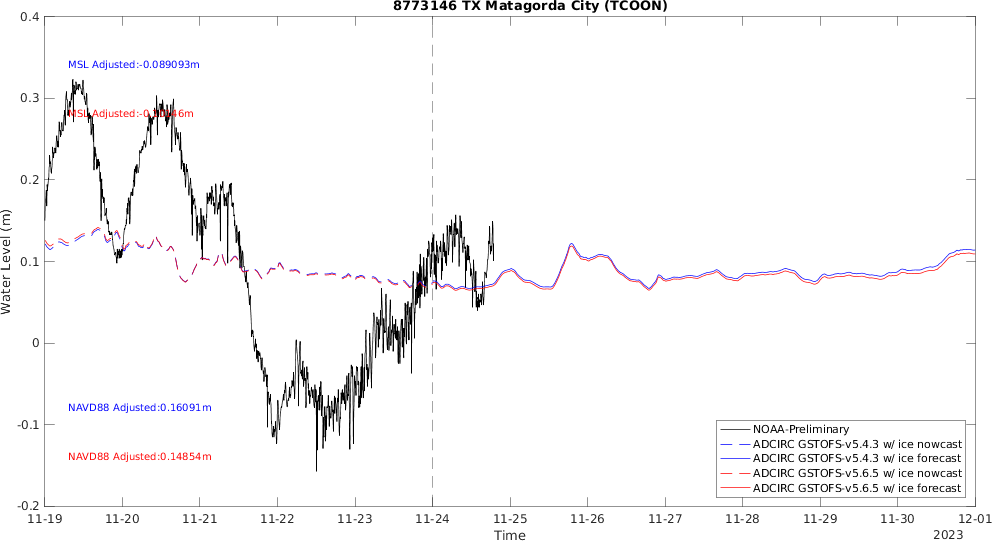 8773146 TX Matagorda City (TCOON)
0.4
0.3
0.2
0.1
0
-0.1
-0.2
Water Level (m)
MSL Adjusted:-0.089093m
MSL Adjusted:
NAVD88 Adjusted:0.16091m
NAVD88 Adjusted:0.14854m
NOAA-Preliminary
ADCIRC GSTOFS-v5.4.3 w/ ice nowcast
ADCIRC GSTOFS-v5.4.3 w/ ice forecast
ADCIRC GSTOFS-v5.6.5 w/ ice nowcast
ADCIRC GSTOFS-v5.6.5 w/ ice forecast
11-19 11-20 11-21 11-22 11-23 11-24 11-25 11-26 11-27 11-28 11-29 11-30 12-01
Time
2023